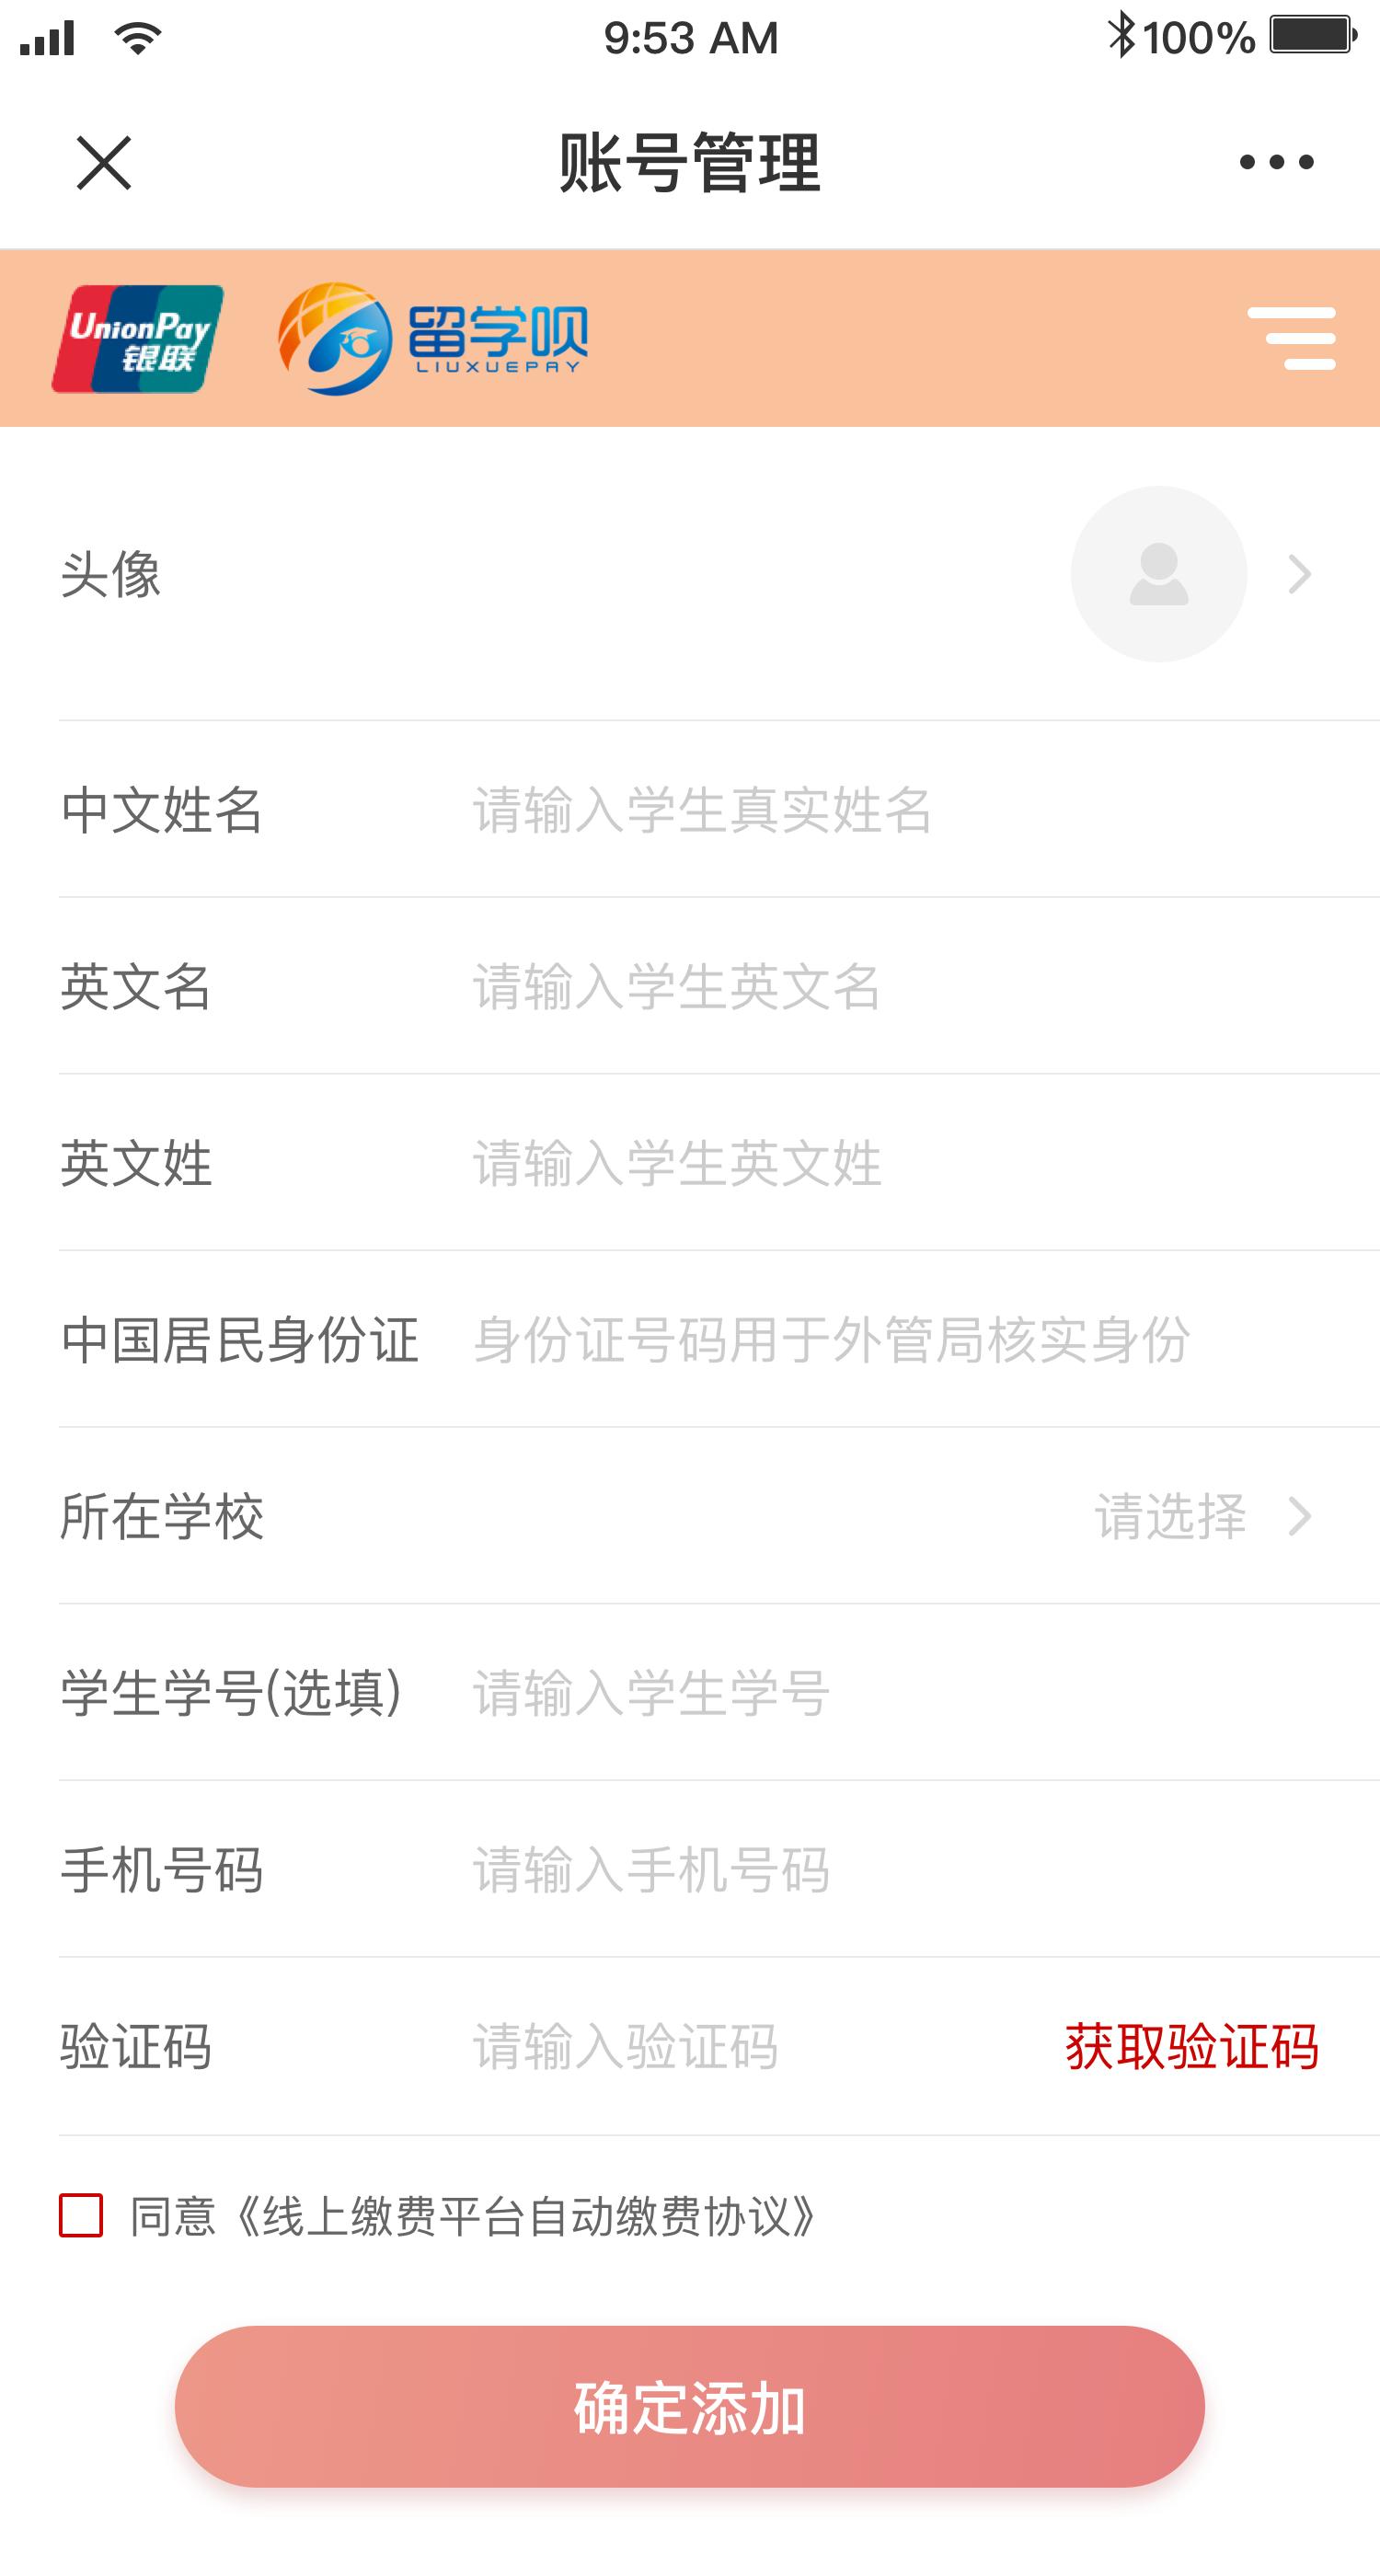 9:53 AM
100%
账号管理
UnionPay
银联
留学呗
LIUXUEPAY
头像
中文姓名 请输入学生真实姓名
英文名 请输入学生英文名
英文姓 请输入学生英文姓
中国居民身份证 身份证号码用于外管局核实身份
所在学校 请选择
学生学号(选填) 请输入学生学号
手机号码 请输入手机号码
验证码 请输入验证码 获取验证码
同意《线上缴费平台自动缴费协议》
确定添加